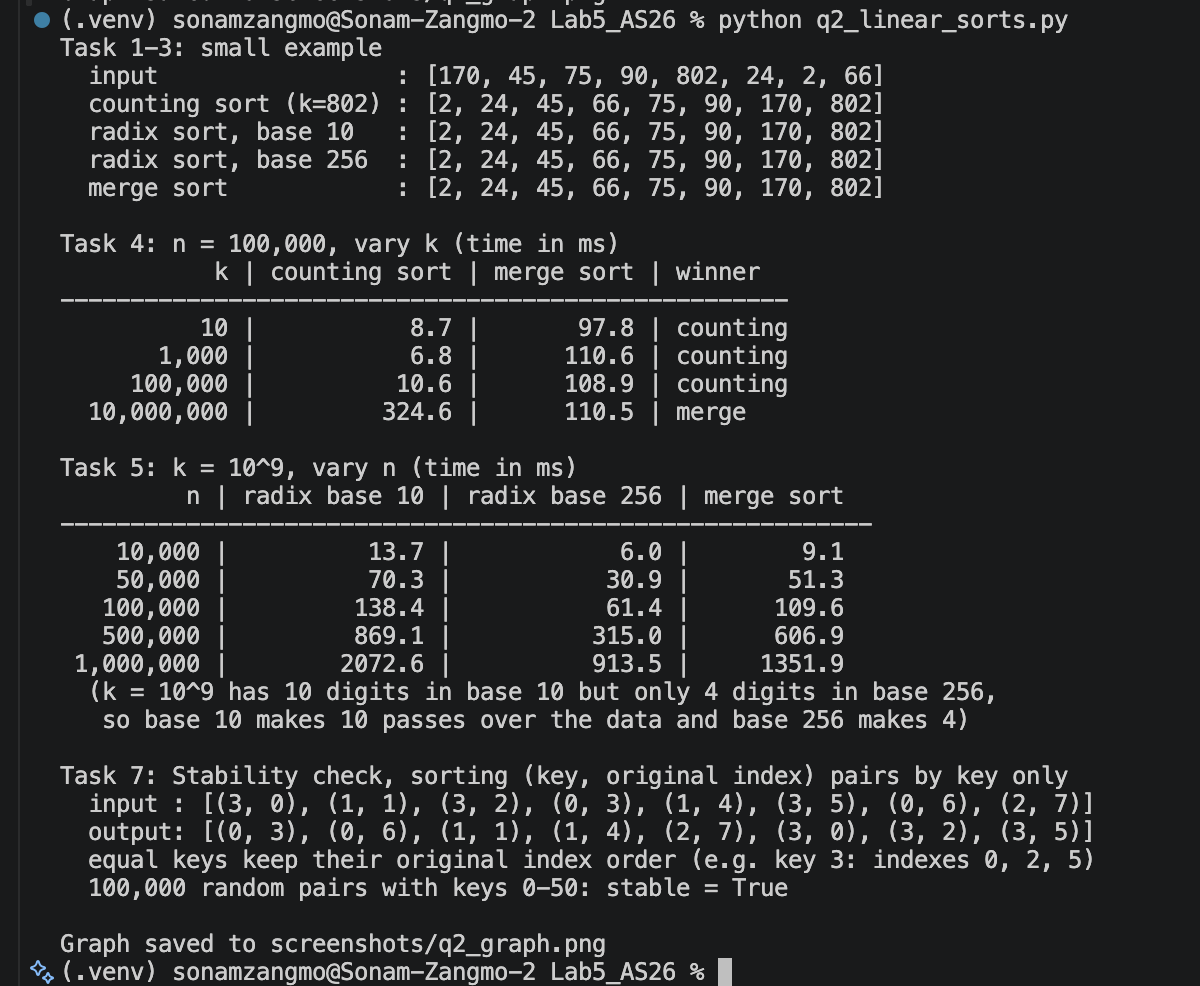 (.venv) sonamzangmo@Sonam-Zangmo-2 Lab5_AS26 % python q2_linear_sorts.py
Task 1-3: small example
  input                 : [170, 45, 75, 90, 802, 24, 2, 66]
  counting sort (k=802) : [2, 24, 45, 66, 75, 90, 170, 802]
  radix sort, base 10   : [2, 24, 45, 66, 75, 90, 170, 802]
  radix sort, base 256  : [2, 24, 45, 66, 75, 90, 170, 802]
  merge sort            : [2, 24, 45, 66, 75, 90, 170, 802]

Task 4: n = 100,000, vary k (time in ms)
           k | counting sort | merge sort | winner
----------------------------------------------------
          10 |           8.7 |       97.8 | counting
       1,000 |           6.8 |      110.6 | counting
     100,000 |          10.6 |      108.9 | counting
  10,000,000 |         324.6 |      110.5 | merge

Task 5: k = 10^9, vary n (time in ms)
         n | radix base 10 | radix base 256 | merge sort
----------------------------------------------------------
    10,000 |          13.7 |            6.0 |        9.1
    50,000 |          70.3 |           30.9 |       51.3
   100,000 |         138.4 |           61.4 |      109.6
   500,000 |         869.1 |          315.0 |      606.9
 1,000,000 |        2072.6 |          913.5 |     1351.9
  (k = 10^9 has 10 digits in base 10 but only 4 digits in base 256,
   so base 10 makes 10 passes over the data and base 256 makes 4)

Task 7: Stability check, sorting (key, original index) pairs by key only
  input : [(3, 0), (1, 1), (3, 2), (0, 3), (1, 4), (3, 5), (0, 6), (2, 7)]
  output: [(0, 3), (0, 6), (1, 1), (1, 4), (2, 7), (3, 0), (3, 2), (3, 5)]
  equal keys keep their original index order (e.g. key 3: indexes 0, 2, 5)
  100,000 random pairs with keys 0-50: stable = True

Graph saved to screenshots/q2_graph.png
(.venv) sonamzangmo@Sonam-Zangmo-2 Lab5_AS26 %